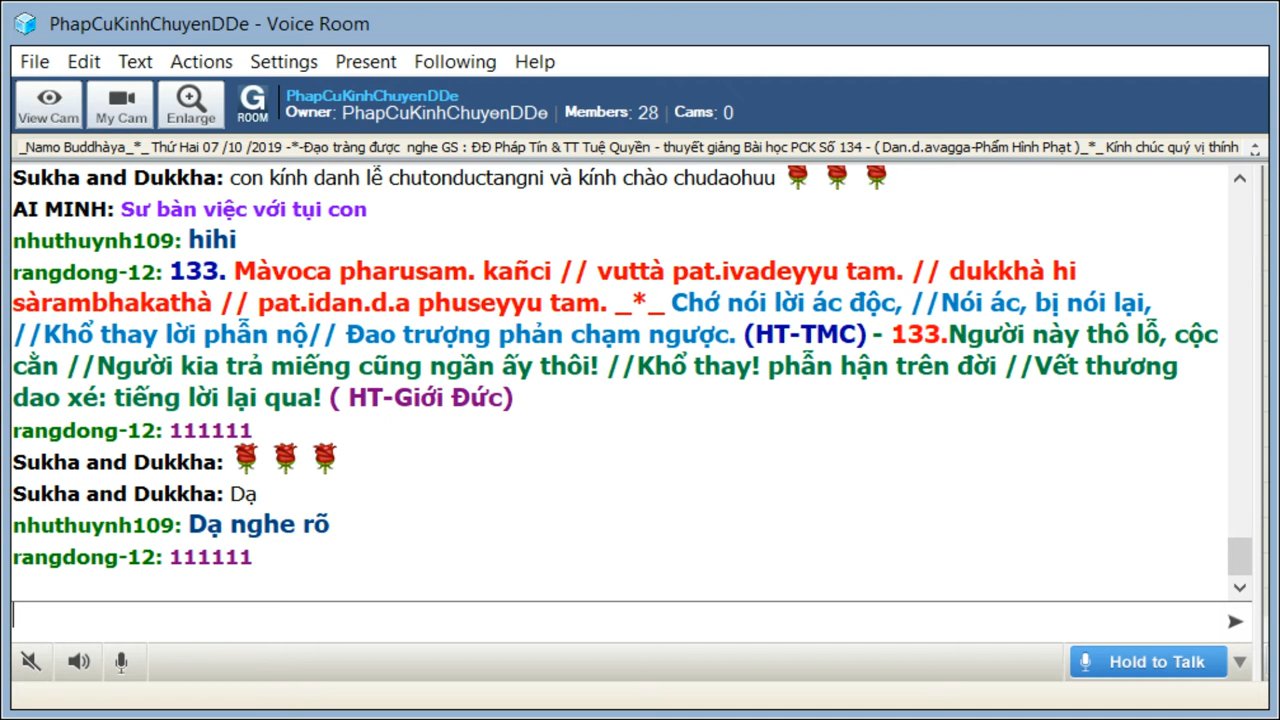 PhapCuKinhChuyenDDe - Voice Room
File Edit Text Actions Settings Present Following Help
View Cam My Cam Enlarge G ROOM PhapCuKinhChuyenDDe
Owner: PhapCuKinhChuyenDDe | Members: 28 | Cams: 0
_Namo Buddhàya_*_ Thứ Hai 07 /10 /2019 -*-Đạo tràng được nghe GS : ĐĐ Pháp Tín & TT Tuệ Quyền - thuyết giảng Bài học PCK Số 134 - ( Dan.d.avagga-Phẩm Hình Phạt )_*_ Kính chúc quý vị thính
Sukha and Dukkha: con kính danh lễ chutonductangni và kính chào chudaohuu
AI MINH: Sư bàn việc với tụi con
nhuthuynh109: hihi
rangdong-12: 133. Màvoca pharusam. kañci // vuttà pat.ivadeyyu tam. // dukkhà hi
sàrambhakathà // pat.idan.d.a phuseyyu tam. _*_ Chớ nói lời ác độc, //Nói ác, bị nói lại,
//Khổ thay lời phẫn nộ// Đao trượng phản chạm ngược. (HT-TMC) - 133.Người này thô lỗ, cộc
cằn //Người kia trả miếng cũng ngần ấy thôi! //Khổ thay! phẫn hận trên đời //Vết thương
dao xé: tiếng lời lại qua! ( HT-Giới Đức)
rangdong-12: 111111
Sukha and Dukkha:
Sukha and Dukkha: Dạ
nhuthuynh109: Dạ nghe rõ
rangdong-12: 111111
Hold to Talk